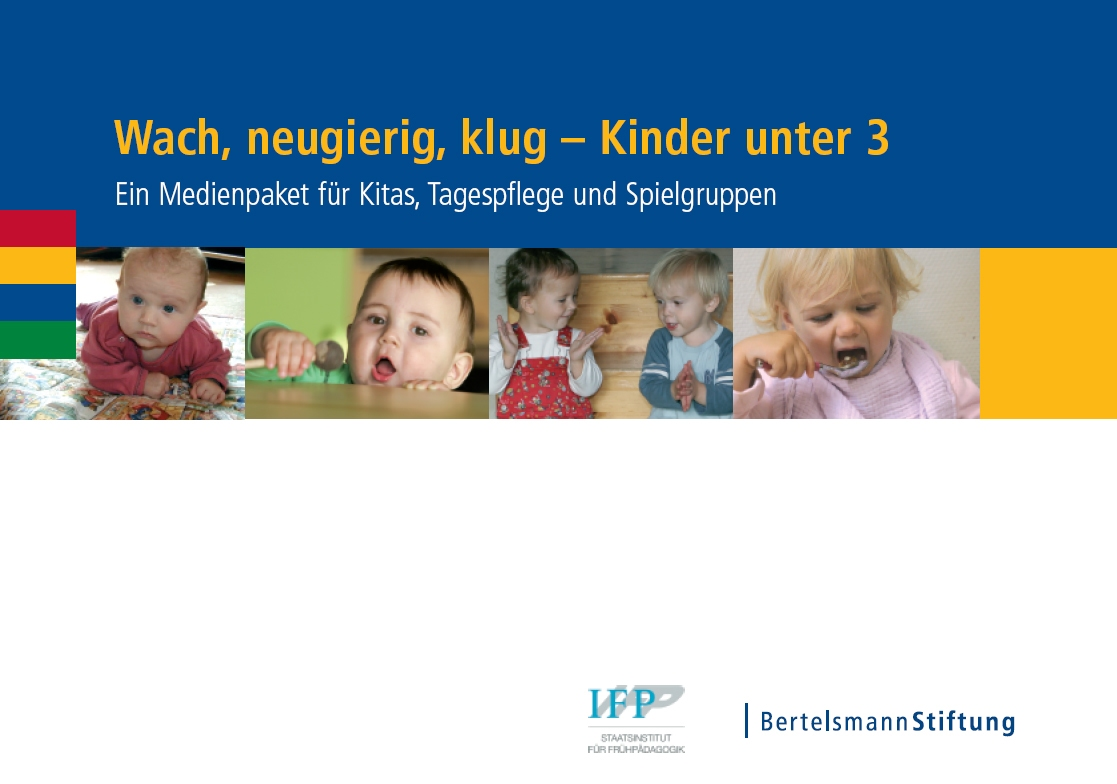 Wach, neugierig, klug – Kinder unter 3
Ein Medienpaket für Kitas, Tagespflege und Spielgruppen
IFP
STAATSINSTITUT
FÜR FRÜHPÄDAGOGIK
BertelsmannStiftung